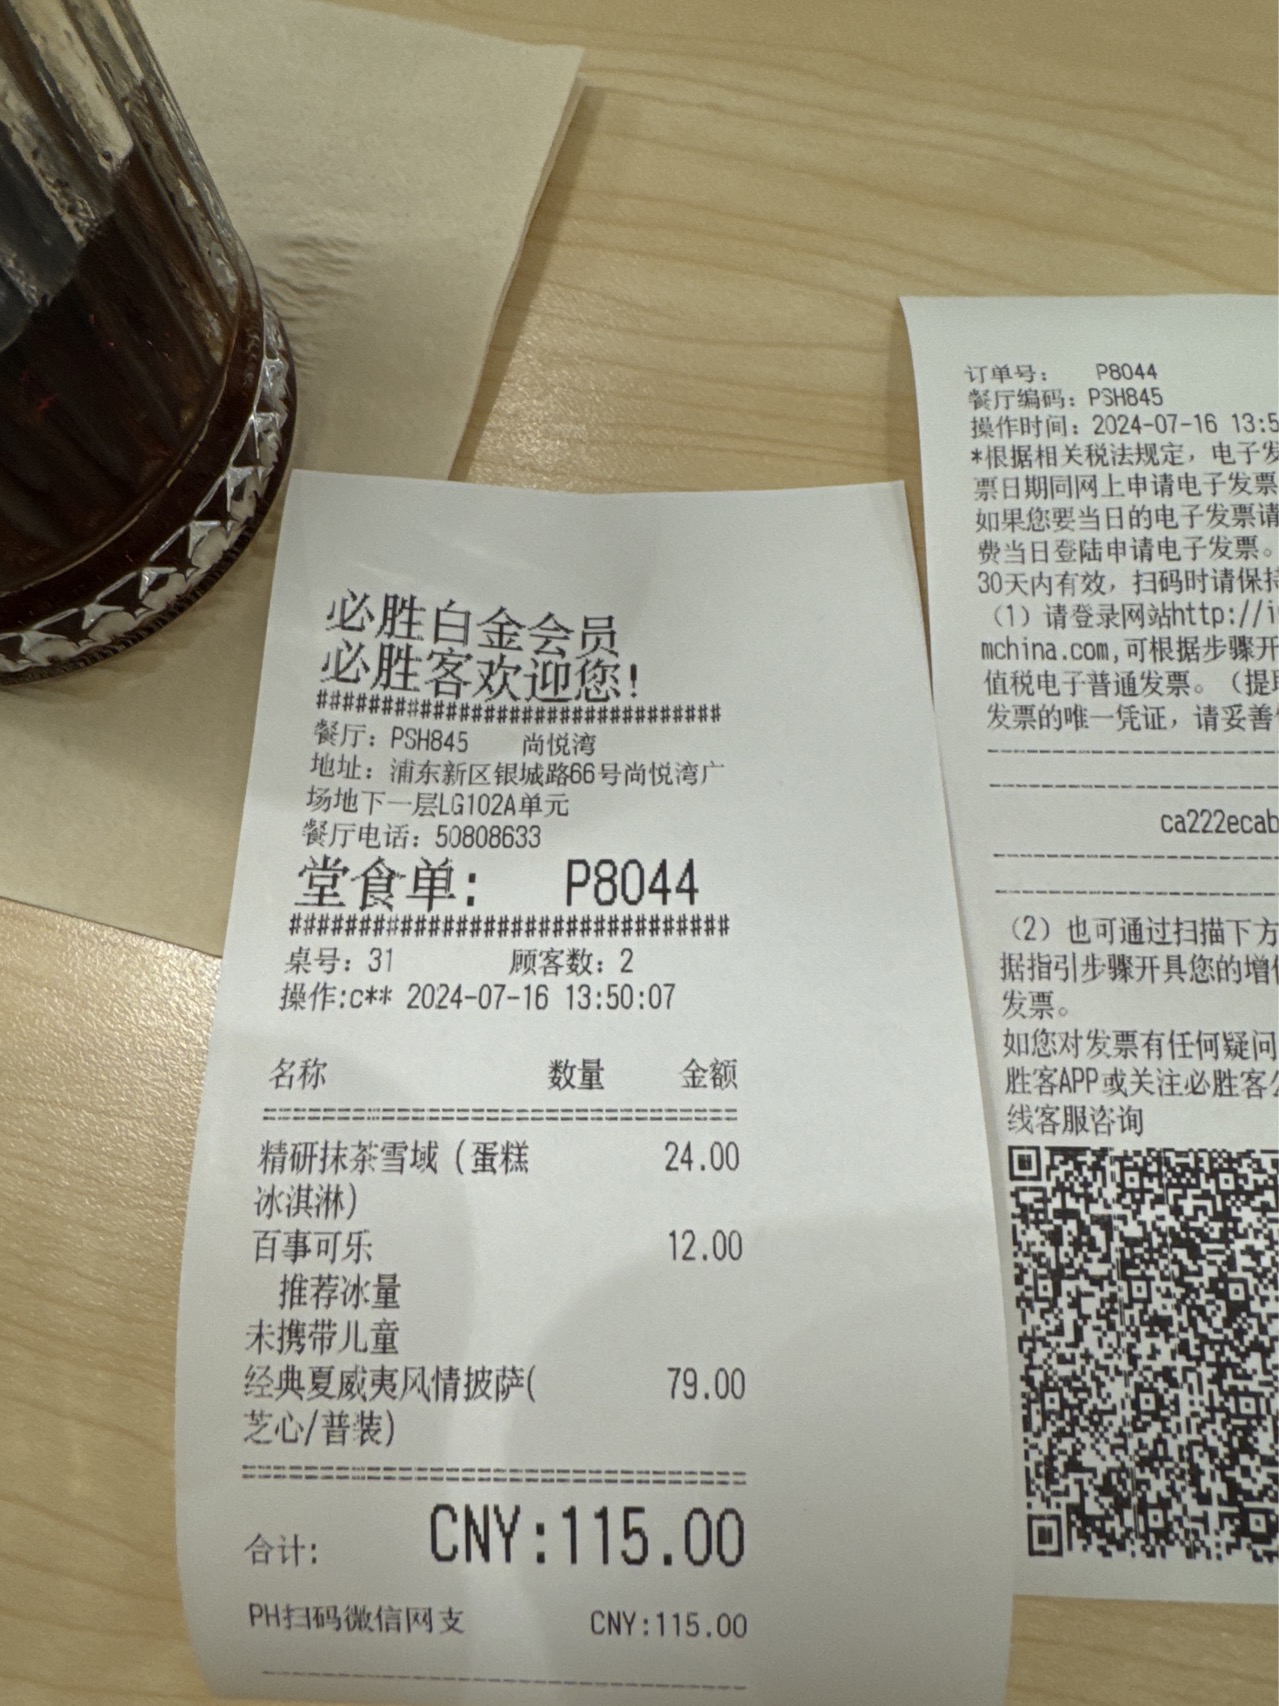 必胜白金会员
必胜客欢迎您!
###################################
餐厅: PSH845 尚悦湾
地址: 浦东新区银城路66号尚悦湾广
场地下一层LG102A单元
餐厅电话: 50808633
堂食单: P8044
###################################
桌号: 31 顾客数: 2
操作:c** 2024-07-16 13:50:07
名称 数量 金额
精研抹茶雪域(蛋糕 24.00
冰淇淋)
百事可乐 12.00
推荐冰量
未携带儿童
经典夏威夷风情披萨( 79.00
芝心/普装)
合计: CNY:115.00
PH扫码微信网支 CNY:115.00
订单号: P8044
餐厅编码: PSH845
操作时间: 2024-07-16 13:5
*根据相关税法规定,电子发
票日期同网上申请电子发票
如果您要当日的电子发票请
费当日登陆申请电子发票。
30天内有效,扫码时请保持
(1)请登录网站http://i
mchina.com,可根据步骤开
值税电子普通发票。(提取
发票的唯一凭证,请妥善
ca222ecab
(2)也可通过扫描下方
据指引步骤开具您的增值
发票。
如您对发票有任何疑问
胜客APP或关注必胜客公
线客服咨询